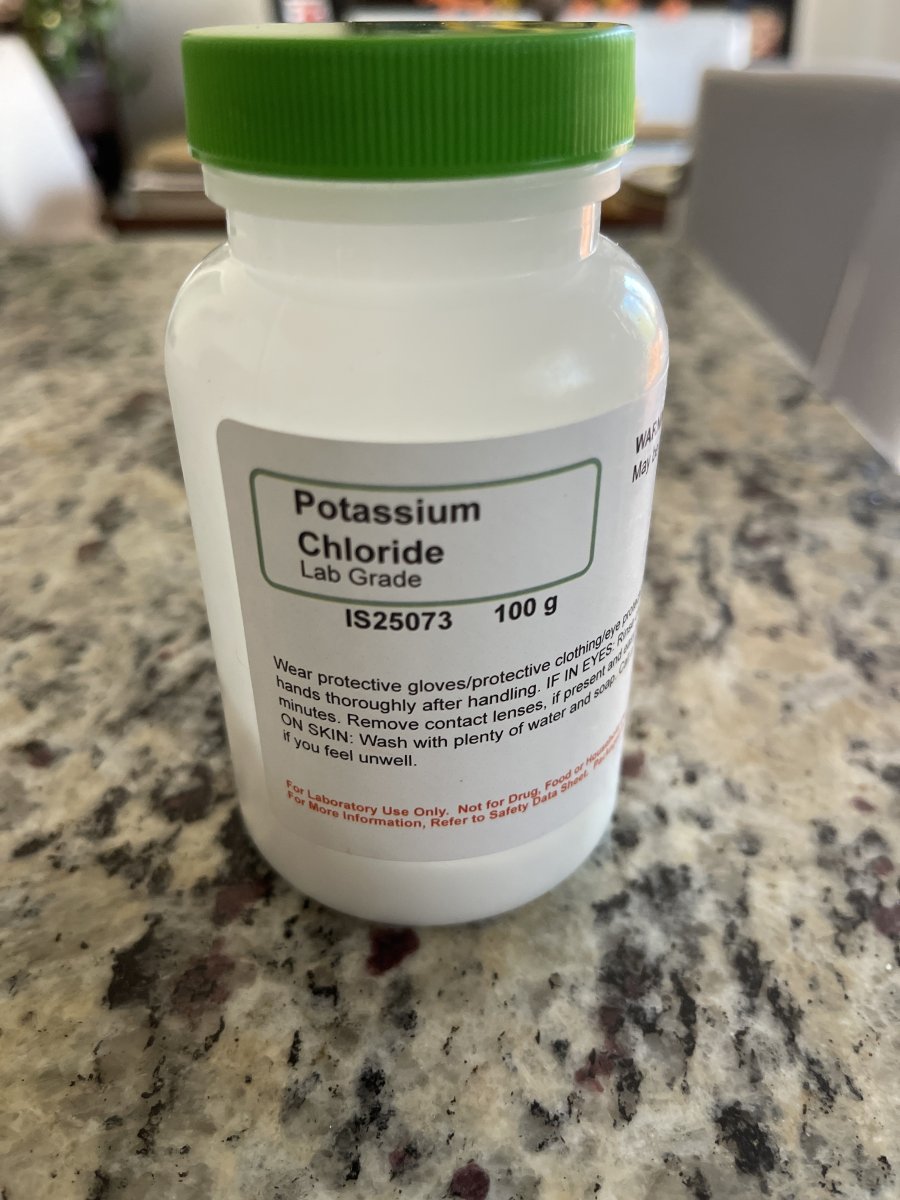 Potassium
Chloride
Lab Grade
IS25073 100 g
Wear protective gloves/protective clothing/eye
hands thoroughly after handling. IF IN EYES: Rinse
minutes. Remove contact lenses, if present and
ON SKIN: Wash with plenty of water and soap.
if you feel unwell.
For Laboratory Use Only. Not for Drug, Food or Household
For More Information, Refer to Safety Data Sheet.
May